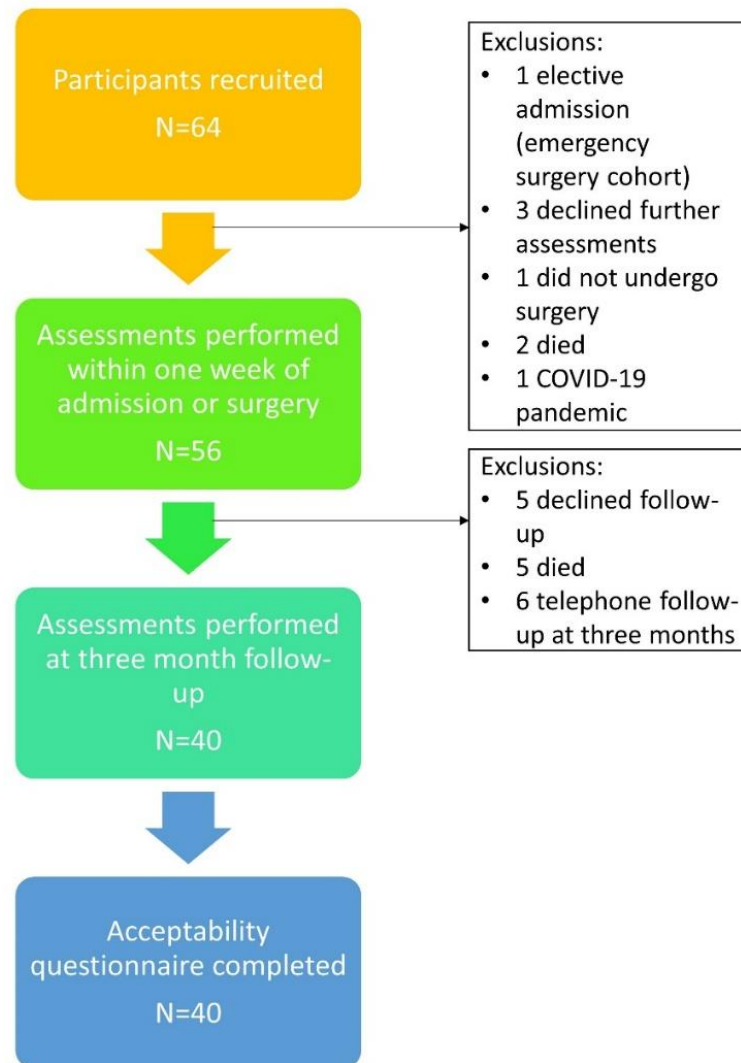 Participants recruited
N=64
Exclusions:
• 1 elective
admission
(emergency
surgery cohort)
• 3 declined further
assessments
• 1 did not undergo
surgery
• 2 died
• 1 COVID-19
pandemic
Assessments performed
within one week of
admission or surgery
N=56
Exclusions:
• 5 declined follow-
up
• 5 died
• 6 telephone follow-
up at three months
Assessments performed
at three month follow-
up
N=40
Acceptability
questionnaire completed
N=40